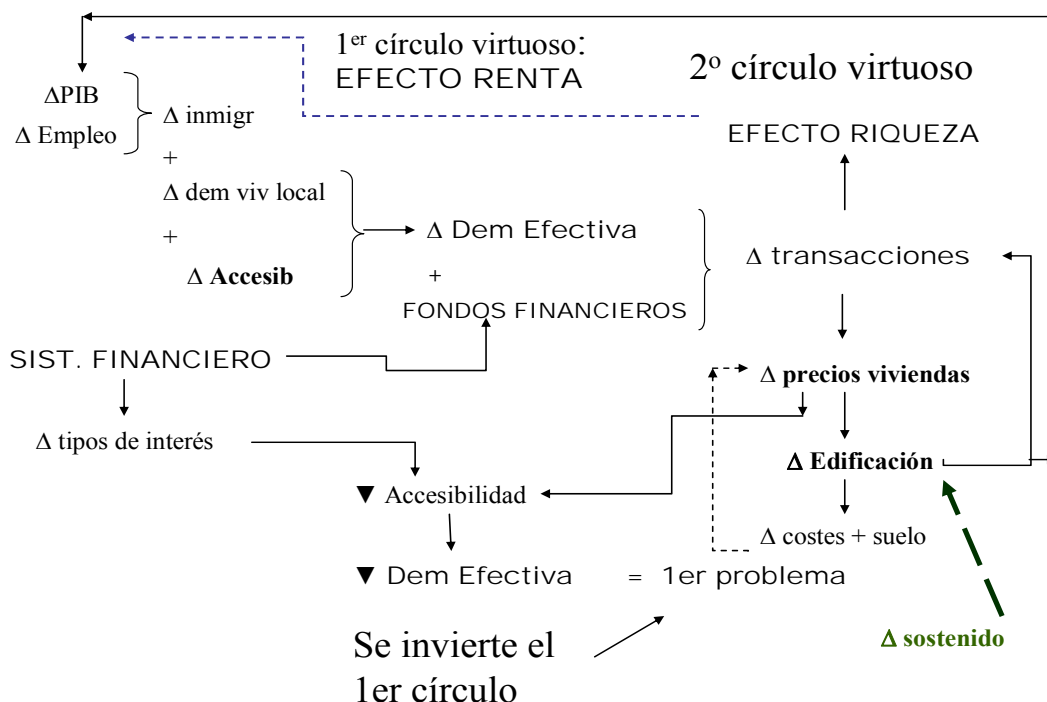 1er círculo virtuoso:
EFECTO RENTA
2º círculo virtuoso
ΔPIB
Δ Empleo
Δ inmigr
+
Δ dem viv local
+
Δ Accesib
EFECTO RIQUEZA
Δ Dem Efectiva
+
FONDOS FINANCIEROS
Δ transacciones
SIST. FINANCIERO
Δ precios viviendas
Δ tipos de interés
Δ Edificación
▼ Accesibilidad
Δ costes + suelo
▼ Dem Efectiva = 1er problema
Se invierte el
1er círculo
Δ sostenido